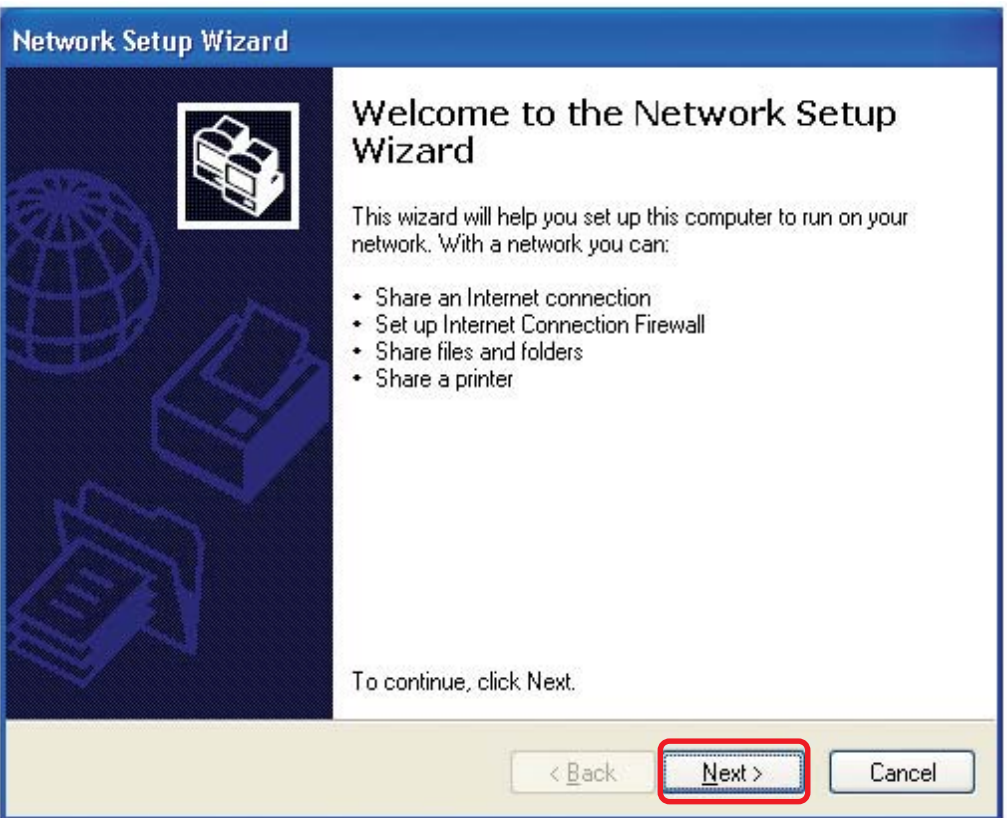 Network Setup Wizard
Welcome to the Network Setup
Wizard
This wizard will help you set up this computer to run on your
network. With a network you can:
• Share an Internet connection
• Set up Internet Connection Firewall
• Share files and folders
• Share a printer
To continue, click Next.
< Back
Next >
Cancel